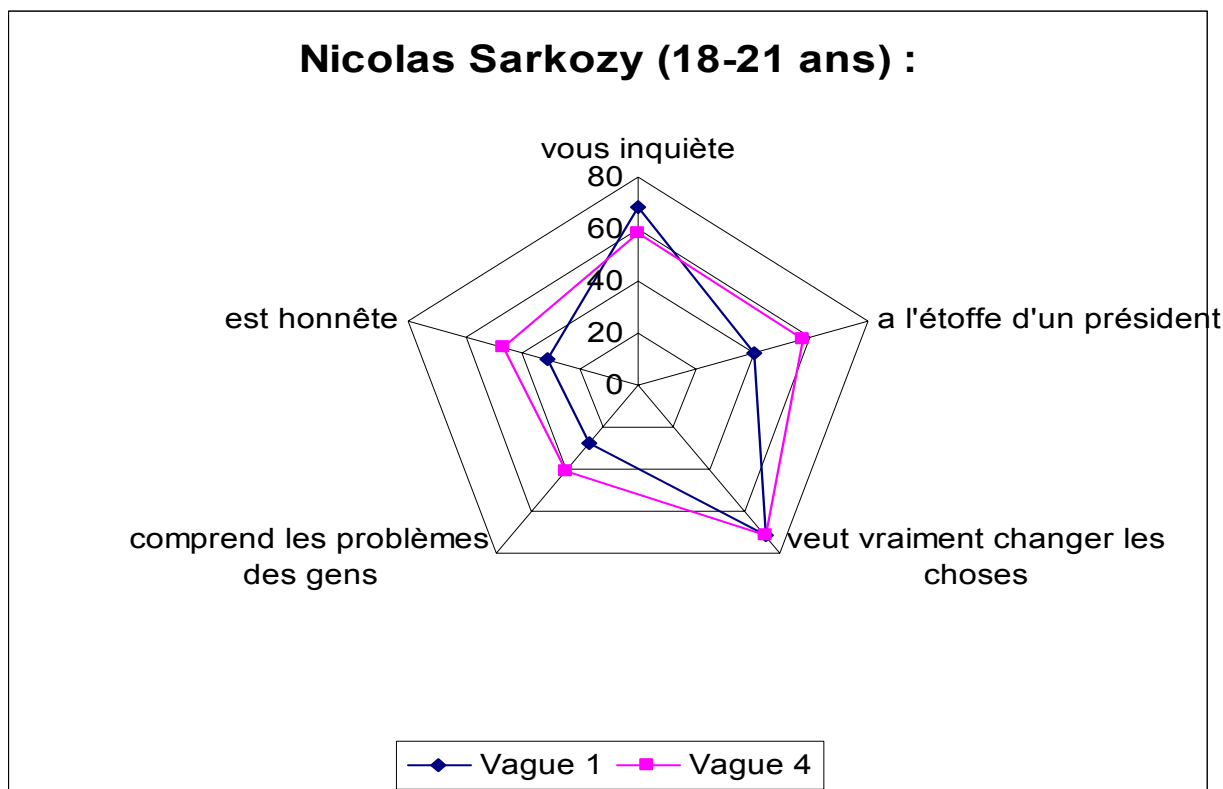 Nicolas Sarkozy (18-21 ans) :
vous inquiète
80
60
40
20
0
est honnête
a l'étoffe d'un président
comprend les problèmes
des gens
veut vraiment changer les
choses
Vague 1
Vague 4